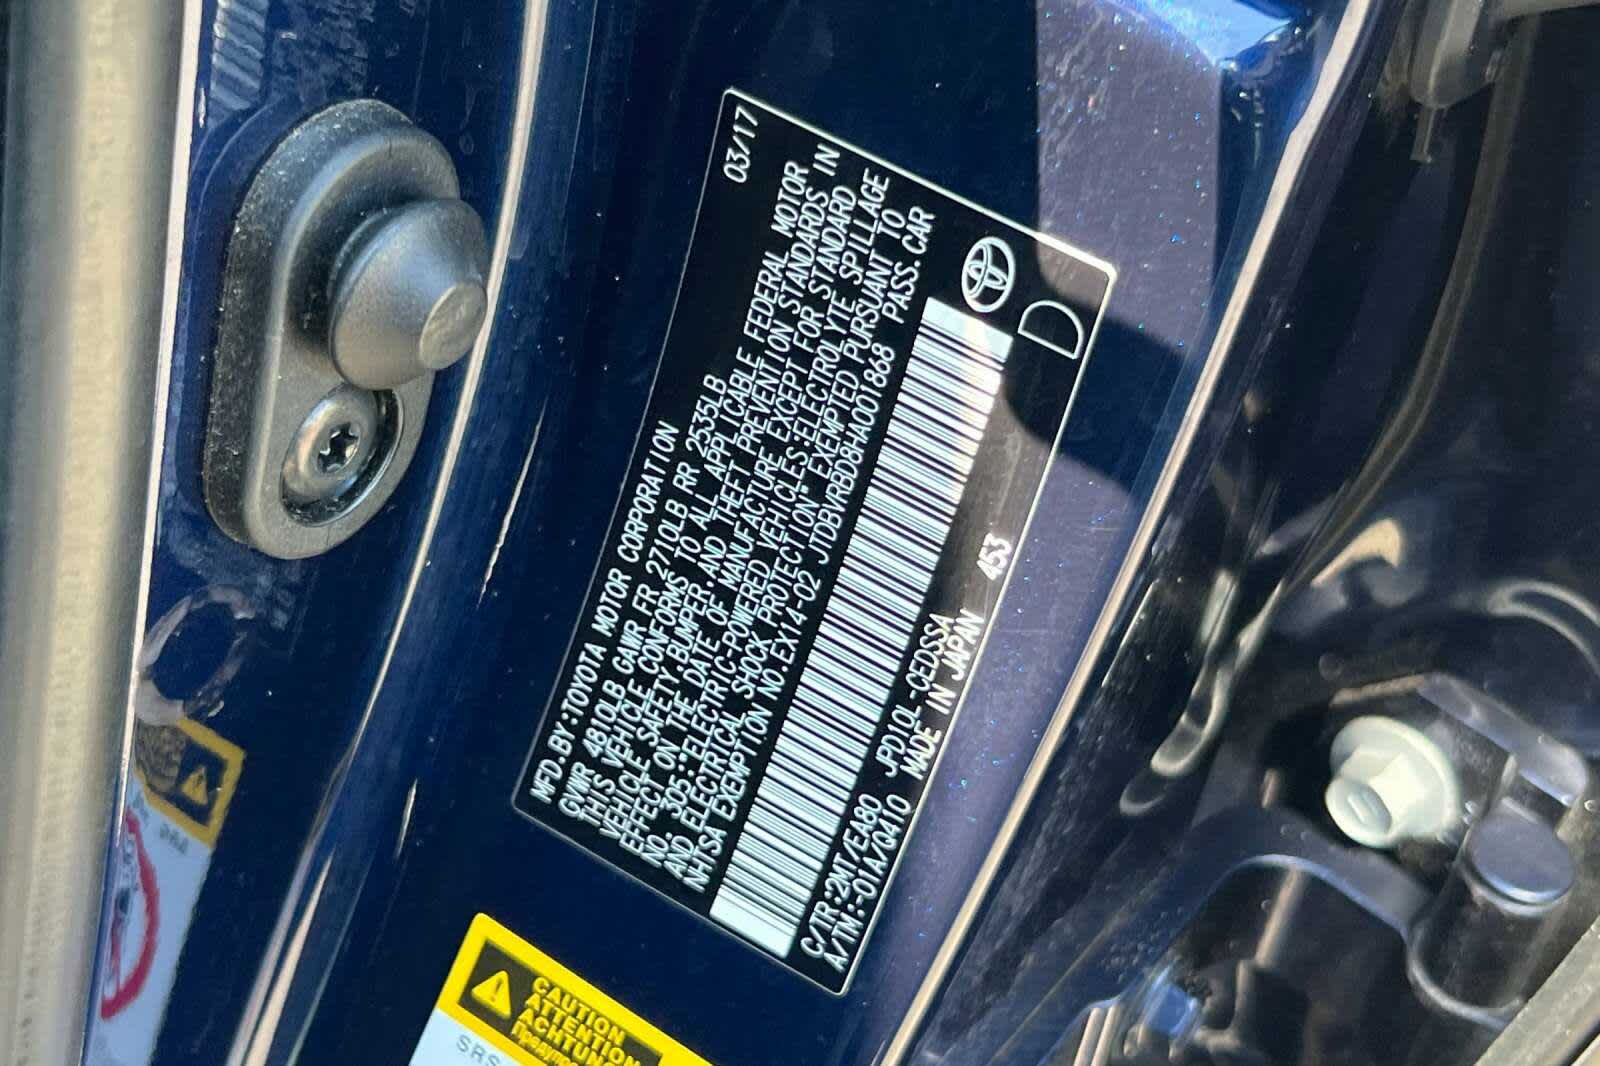 MFD.BY:TOYOTA MOTOR CORPORATION 03/17
GVWR 4810LB GAWR FR 2710LB RR 2535LB
THIS VEHICLE CONFORMS TO ALL APPLICABLE FEDERAL MOTOR
VEHICLE SAFETY,BUMPER,AND THEFT PREVENTION STANDARDS IN
EFFECT ON THE DATE OF MANUFACTURE EXCEPT FOR STANDARD
NO. 305:"ELECTRIC-POWERED VEHICLES:ELECTROLYTE SPILLAGE
AND ELECTRICAL SHOCK PROTECTION" EXEMPTED PURSUANT TO
NHTSA EXEMPTION NO.EX14-02 JTDBVRBD8HA001868 PASS.CAR
D
C/TR:2MT/EA80 JPD10L-CEDSSA
A/TM:-01A/Q410 MADE IN JAPAN 453
CAUTION
ATTENTION
ACHTUNG
SRS